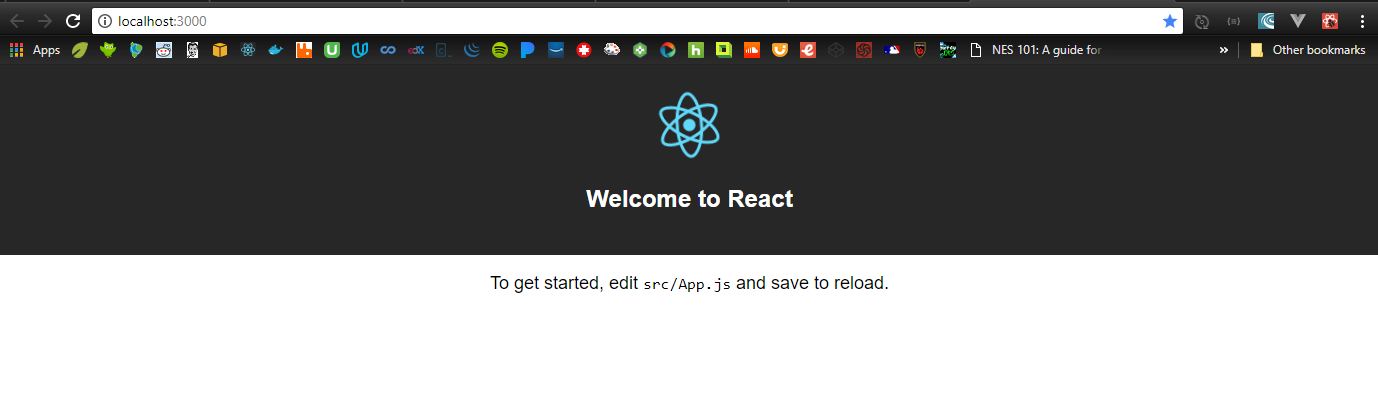 localhost:3000
Apps NES 101: A guide for » Other bookmarks
Welcome to React
To get started, edit src/App.js and save to reload.